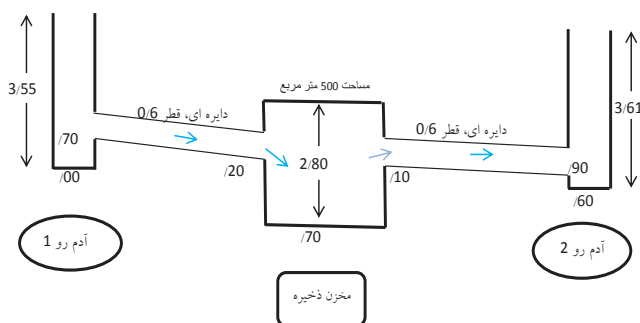 مساحت 500 متر مربع
3/55
دایره ای، قطر 0/6
دایره ای، قطر 0/6
3/61
/70
/20
2/80
/10
/90
/00
/60
/70
آدم رو 1
آدم رو 2
مخزن ذخیره